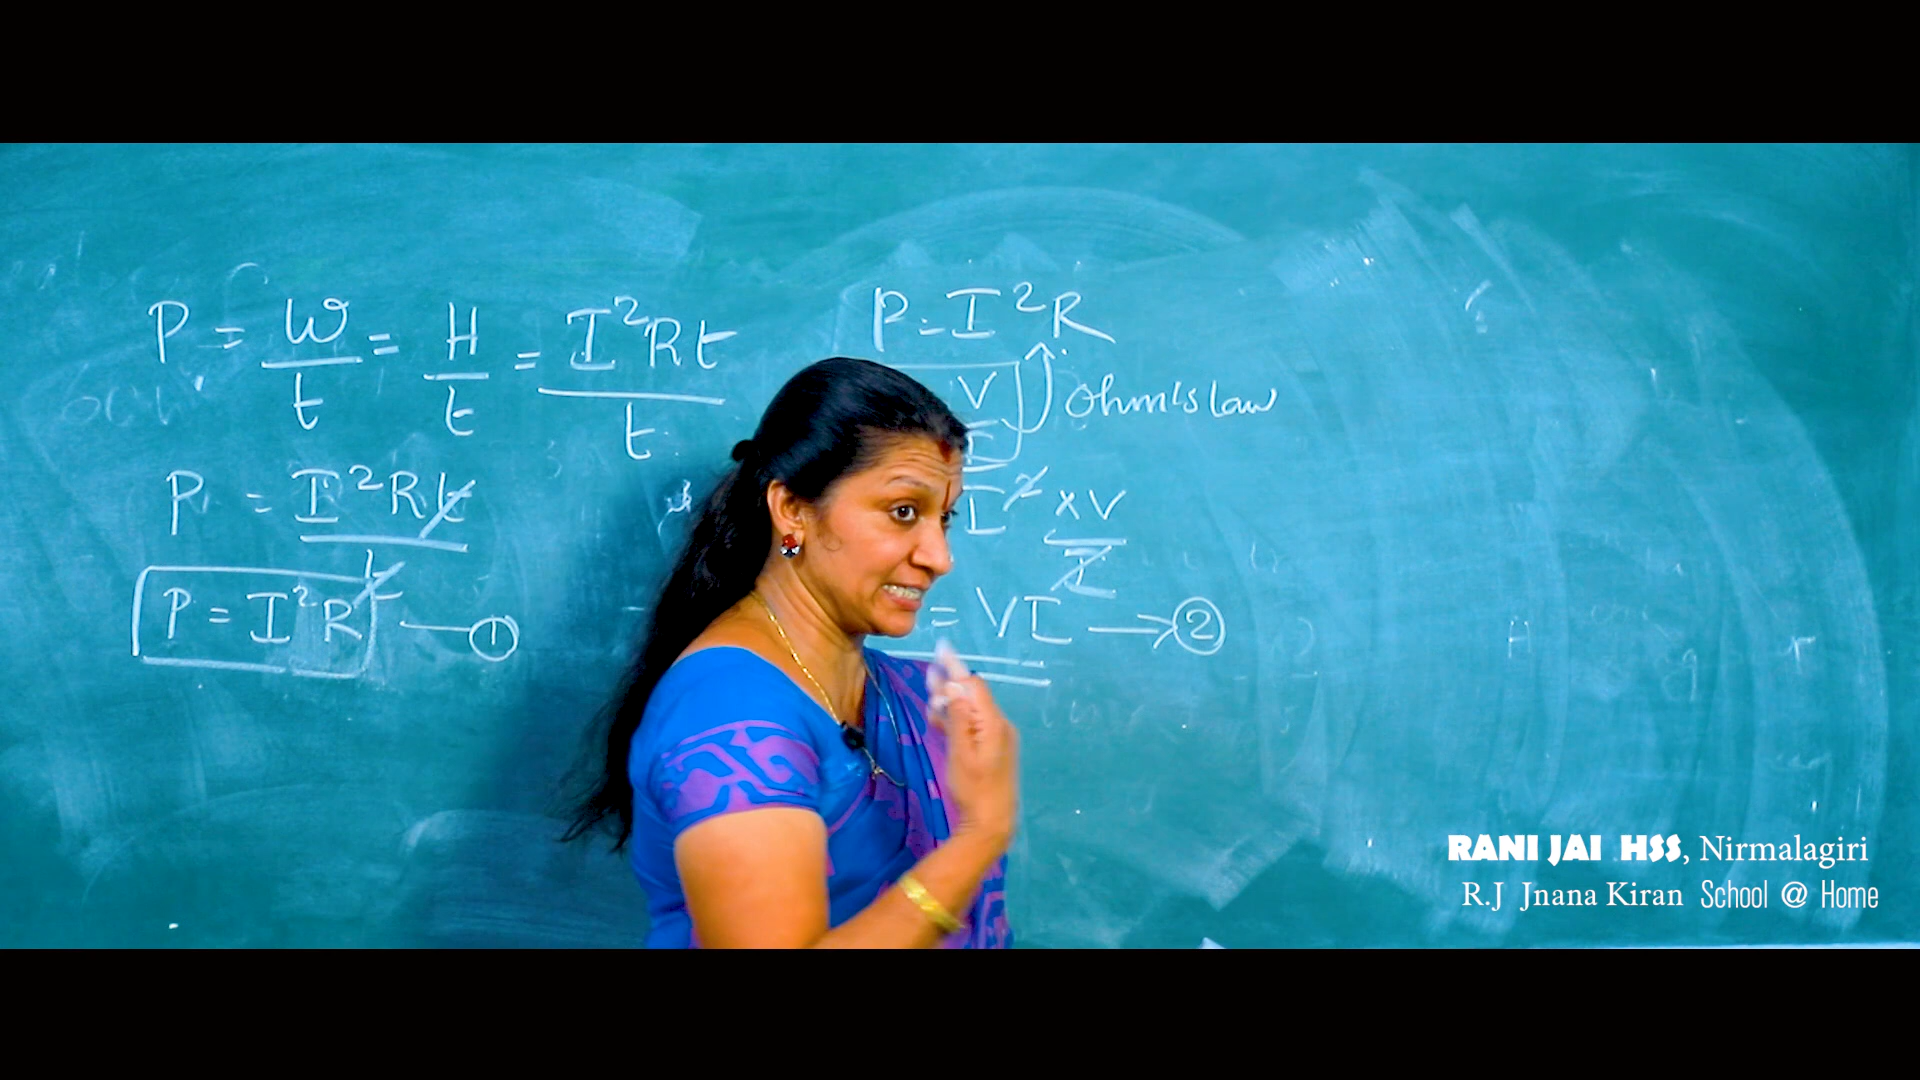 P = W/t = H/t = I²Rt/t
P = I²Rt/t
P = I²R — ①
P = I²R
V/I Ohm's law
I² × V/I
= VI → ②
RANI JAI HSS, Nirmalagiri
R.J Jnana Kiran School @ Home